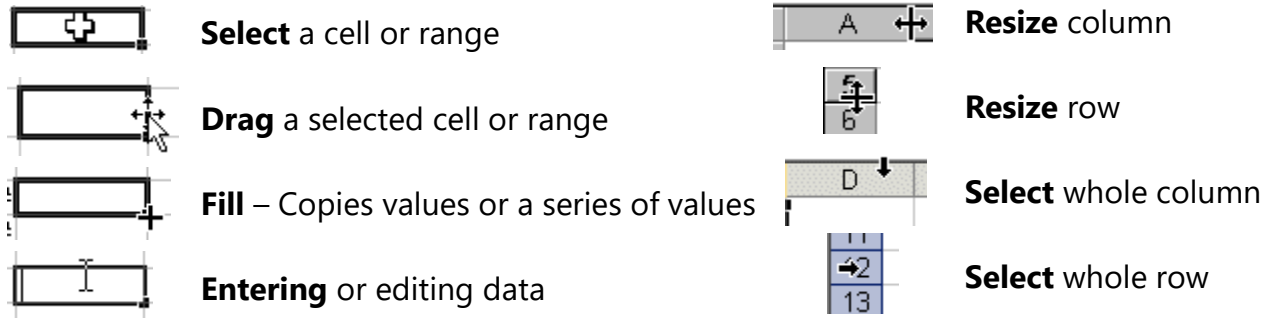 Select a cell or range
Drag a selected cell or range
Fill – Copies values or a series of values
Entering or editing data
A
Resize column
5
6
Resize row
D
Select whole column
11
12
13
Select whole row